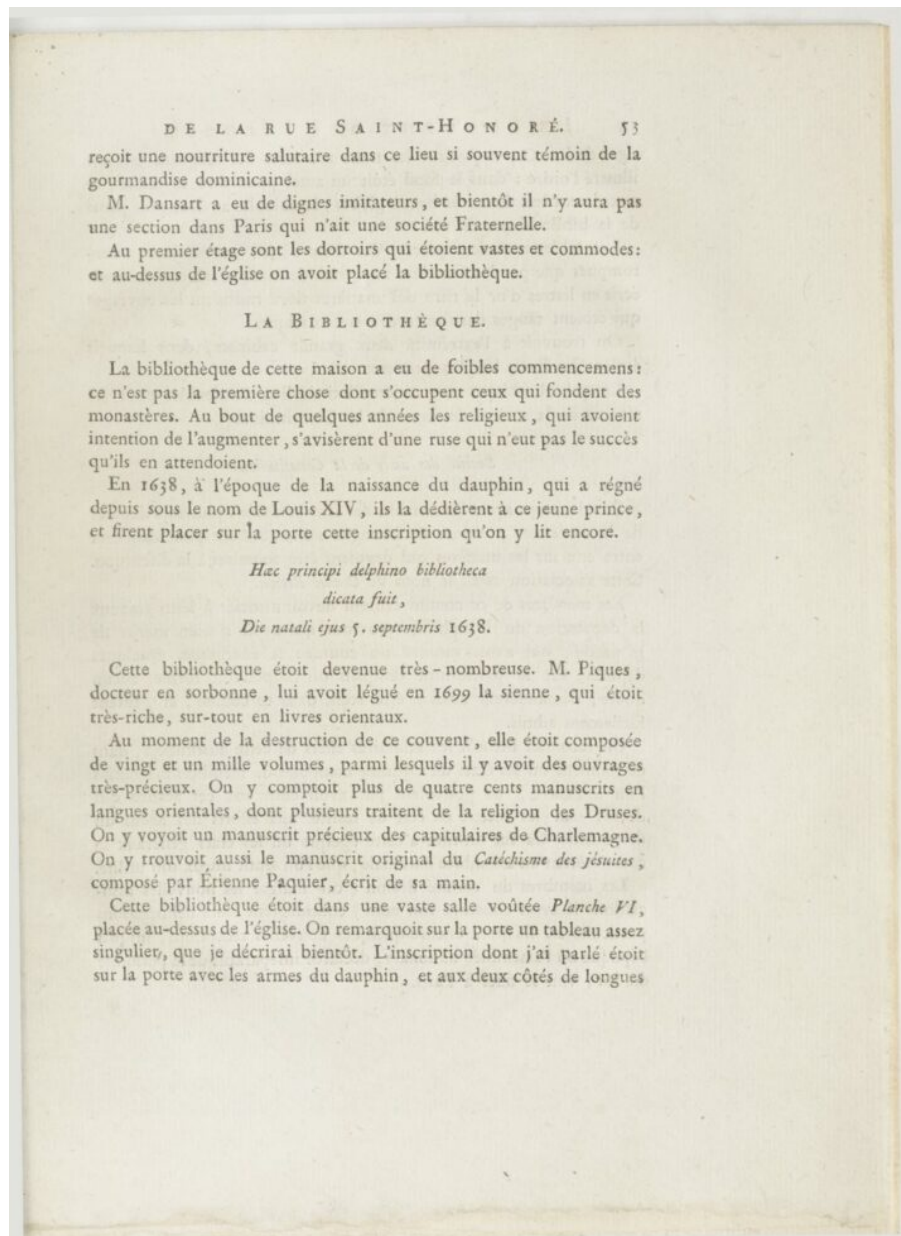 DE LA RUE SAINT-HONORÉ. 53
reçoit une nourriture salutaire dans ce lieu si souvent témoin de la
gourmandise dominicaine.
M. Dansart a eu de dignes imitateurs, et bientôt il n'y aura pas
une section dans Paris qui n'ait une société Fraternelle.
Au premier étage sont les dortoirs qui étoient vastes et commodes:
et au-dessus de l'église on avoit placé la bibliothèque.
LA BIBLIOTHÈQUE.
La bibliothèque de cette maison a eu de foibles commencemens:
ce n'est pas la première chose dont s'occupent ceux qui fondent des
monastères. Au bout de quelques années les religieux, qui avoient
intention de l'augmenter, s'avisèrent d'une ruse qui n'eut pas le succès
qu'ils en attendoient.
En 1638, à l'époque de la naissance du dauphin, qui a régné
depuis sous le nom de Louis XIV, ils la dédièrent à ce jeune prince,
et firent placer sur la porte cette inscription qu'on y lit encore.
Hæc principi delphino bibliotheca
dicata fuit,
Die natali ejus 5. septembris 1638.
Cette bibliothèque étoit devenue très-nombreuse. M. Piques,
docteur en sorbonne, lui avoit légué en 1699 la sienne, qui étoit
très-riche, sur-tout en livres orientaux.
Au moment de la destruction de ce couvent, elle étoit composée
de vingt et un mille volumes, parmi lesquels il y avoit des ouvrages
très-précieux. On y comptoit plus de quatre cents manuscrits en
langues orientales, dont plusieurs traitent de la religion des Druses.
On y voyoit un manuscrit précieux des capitulaires de Charlemagne.
On y trouvoit aussi le manuscrit original du Catéchisme des jésuites,
composé par Étienne Paquier, écrit de sa main.
Cette bibliothèque étoit dans une vaste salle voûtée Planche VI,
placée au-dessus de l'église. On remarquoit sur la porte un tableau assez
singulier, que je décrirai bientôt. L'inscription dont j'ai parlé étoit
sur la porte avec les armes du dauphin, et aux deux côtés de longues